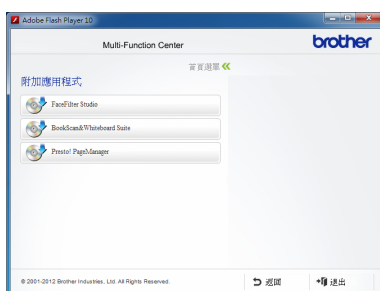 Adobe Flash Player 10
Multi-Function Center
brother
首頁選單
附加應用程式
FaceFilter Studio
BookScan&Whiteboard Suite
Presto! PageManager
© 2001-2012 Brother Industries, Ltd. All Rights Reserved.
返回
退出